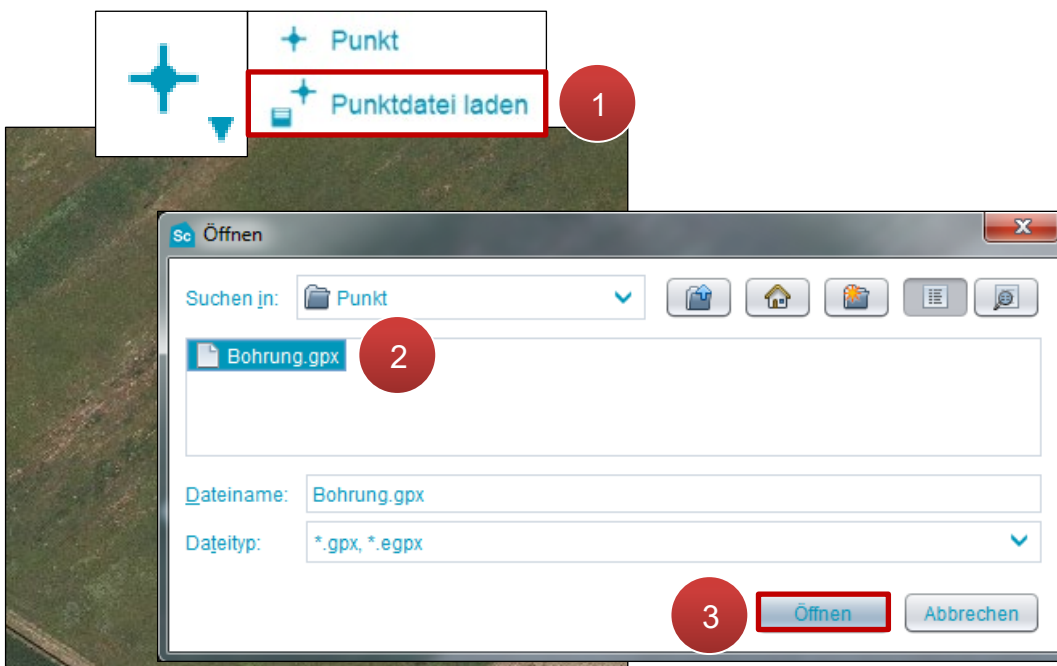 Punkt
Punktdatei laden
1
Sc Öffnen
x
Suchen in: Punkt
Bohrung.gpx
2
Dateiname: Bohrung.gpx
Dateityp: *.gpx, *.egpx
3
Öffnen Abbrechen